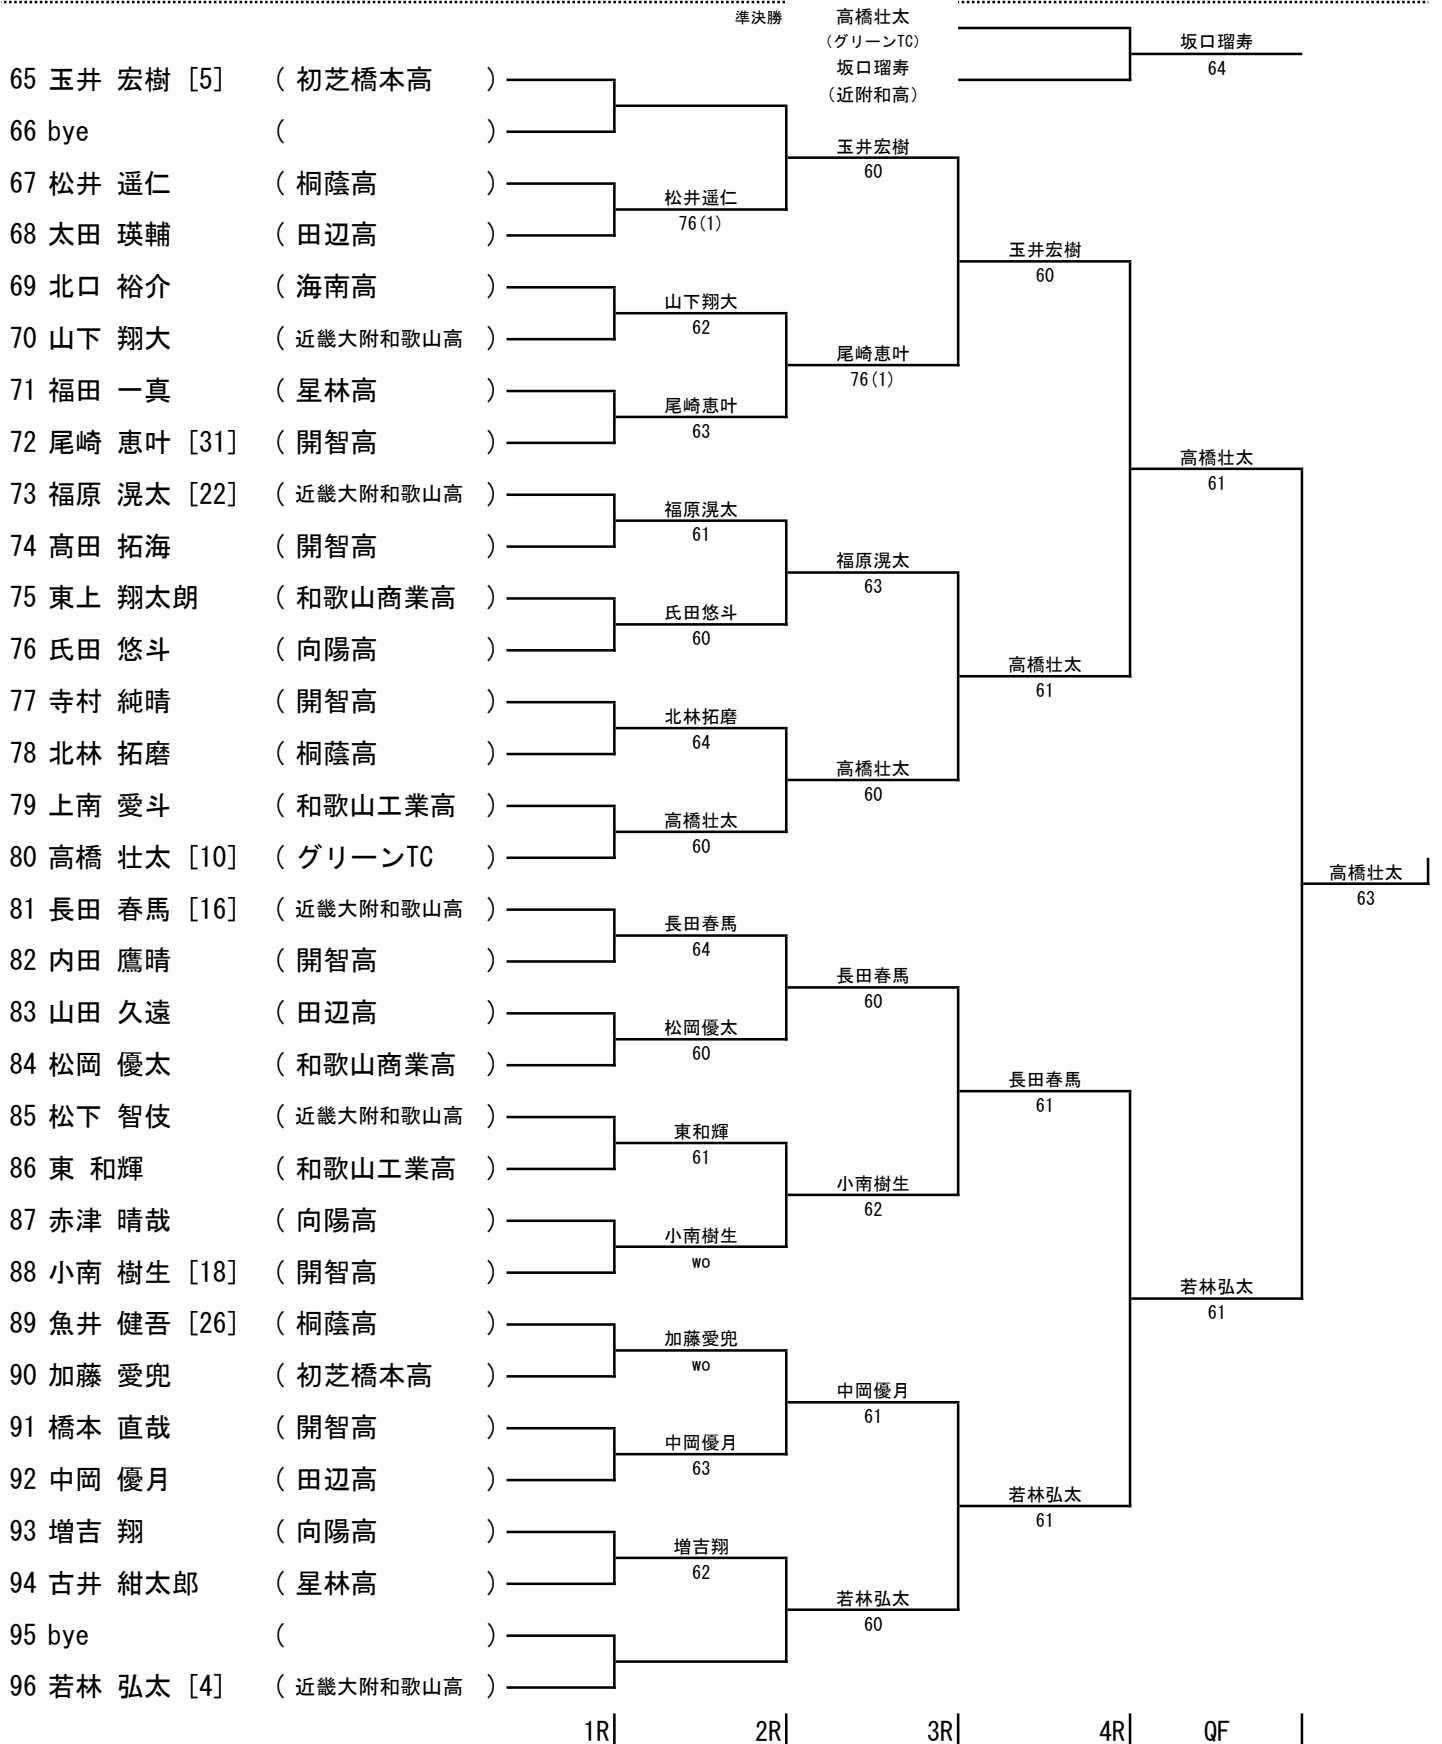 準決勝
高橋壮太
(グリーンTC)
坂口瑠寿
(近附和高)
坂口瑠寿
64
65 玉井 宏樹 [5] ( 初芝橋本高 )
66 bye ( )
67 松井 遥仁 ( 桐蔭高 )
68 太田 瑛輔 ( 田辺高 )
69 北口 裕介 ( 海南高 )
70 山下 翔大 ( 近畿大附和歌山高 )
71 福田 一真 ( 星林高 )
72 尾崎 恵叶 [31] ( 開智高 )
73 福原 滉太 [22] ( 近畿大附和歌山高 )
74 髙田 拓海 ( 開智高 )
75 東上 翔太朗 ( 和歌山商業高 )
76 氏田 悠斗 ( 向陽高 )
77 寺村 純晴 ( 開智高 )
78 北林 拓磨 ( 桐蔭高 )
79 上南 愛斗 ( 和歌山工業高 )
80 高橋 壮太 [10] ( グリーンTC )
81 長田 春馬 [16] ( 近畿大附和歌山高 )
82 内田 鷹晴 ( 開智高 )
83 山田 久遠 ( 田辺高 )
84 松岡 優太 ( 和歌山商業高 )
85 松下 智伎 ( 近畿大附和歌山高 )
86 東 和輝 ( 和歌山工業高 )
87 赤津 晴哉 ( 向陽高 )
88 小南 樹生 [18] ( 開智高 )
89 魚井 健吾 [26] ( 桐蔭高 )
90 加藤 愛兜 ( 初芝橋本高 )
91 橋本 直哉 ( 開智高 )
92 中岡 優月 ( 田辺高 )
93 増吉 翔 ( 向陽高 )
94 古井 紺太郎 ( 星林高 )
95 bye ( )
96 若林 弘太 [4] ( 近畿大附和歌山高 )
松井遥仁
76(1)
山下翔大
62
尾崎恵叶
63
福原滉太
61
氏田悠斗
60
北林拓磨
64
高橋壮太
60
長田春馬
64
松岡優太
60
東和輝
61
小南樹生
wo
加藤愛兜
wo
中岡優月
63
増吉翔
62
玉井宏樹
60
尾崎恵叶
76(1)
福原滉太
63
高橋壮太
60
長田春馬
60
小南樹生
62
中岡優月
61
若林弘太
60
玉井宏樹
60
高橋壮太
61
長田春馬
61
若林弘太
61
高橋壮太
61
若林弘太
61
高橋壮太
63
1R 2R 3R 4R QF